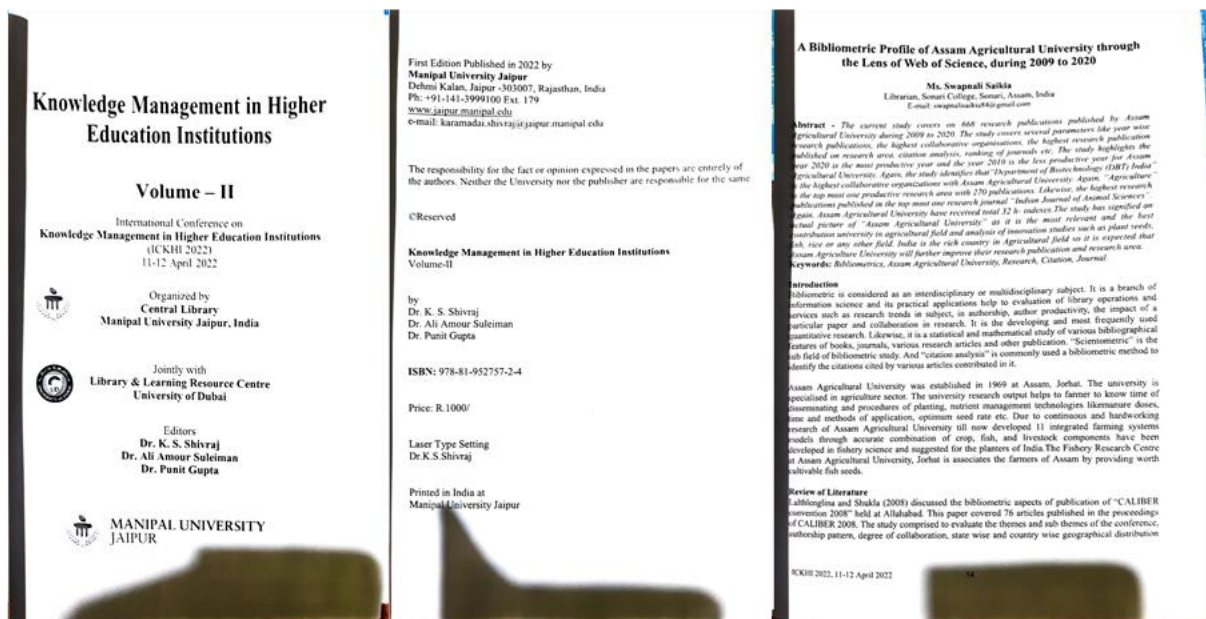 Knowledge Management in Higher
Education Institutions
Volume – II
International Conference on
Knowledge Management in Higher Education Institutions
(ICKHI 2022)
11-12 April 2022
Organized by
Central Library
Manipal University Jaipur, India
Jointly with
Library & Learning Resource Centre
University of Dubai
Editors
Dr. K. S. Shivraj
Dr. Ali Amour Suleiman
Dr. Punit Gupta
MANIPAL UNIVERSITY
JAIPUR
First Edition Published in 2022 by
Manipal University Jaipur
Dehmi Kalan, Jaipur -303007, Rajasthan, India
Ph: +91-141-3999100 Ext. 179
www.jaipur.manipal.edu
e-mail: karamadai.shivraj@jaipur.manipal.edu
The responsibility for the fact or opinion expressed in the papers are entirely of
the authors. Neither the University nor the publisher are responsible for the same
©Reserved
Knowledge Management in Higher Education Institutions
Volume-II
by
Dr. K. S. Shivraj
Dr. Ali Amour Suleiman
Dr. Punit Gupta
ISBN: 978-81-952757-2-4
Price: R.1000/
Laser Type Setting
Dr.K.S.Shivraj
Printed in India at
Manipal University Jaipur
A Bibliometric Profile of Assam Agricultural University through
the Lens of Web of Science, during 2009 to 2020
Ms. Swapnali Saikia
Librarian, Sonari College, Sonari, Assam, India
E-mail: swapnalisaikia84@gmail.com
Abstract - The current study covers on 668 research publications published by Assam
Agricultural University during 2009 to 2020. The study covers several parameters like year wise
research publications, the highest collaborative organisations, the highest research publication
published on research area, citation analysis, ranking of journals etc. The study highlights the
year 2020 is the most productive year and the year 2010 is the less productive year for Assam
Agricultural University. Again, the study identifies that "Department of Biotechnology (DBT) India"
is the highest collaborative organizations with Assam Agricultural University. Again, "Agriculture"
is the top most one productive research area with 270 publications. Likewise, the highest research
publications published in the top most one research journal "Indian Journal of Animal Sciences".
Again, Assam Agricultural University have received total 32 h- indexes.The study has signified an
actual picture of "Assam Agricultural University" as it is the most relevant and the best
contribution university in agricultural field and analysis of innovation studies such as plant seeds,
fish, rice or any other field. India is the rich country in Agricultural field so it is expected that
Assam Agriculture University will further improve their research publication and research area.
Keywords: Bibliometrics, Assam Agricultural University, Research, Citation, Journal
Introduction
Bibliometric is considered as an interdisciplinary or multidisciplinary subject. It is a branch of
information science and its practical applications help to evaluation of library operations and
services such as research trends in subject, in authorship, author productivity, the impact of a
particular paper and collaboration in research. It is the developing and most frequently used
quantitative research. Likewise, it is a statistical and mathematical study of various bibliographical
features of books, journals, various research articles and other publication. "Scientometric" is the
sub field of bibliometric study. And "citation analysis" is commonly used a bibliometric method to
identify the citations cited by various articles contributed in it.
Assam Agricultural University was established in 1969 at Assam, Jorhat. The university is
specialised in agriculture sector. The university research output helps to farmer to know time of
disseminating and procedures of planting, nutrient management technologies likemanure doses,
time and methods of application, optimum seed rate etc. Due to continuous and hardworking
research of Assam Agricultural University till now developed 11 integrated farming systems
models through accurate combination of crop, fish, and livestock components have been
developed in fishery science and suggested for the planters of India.The Fishery Research Centre
at Assam Agricultural University, Jorhat is associates the farmers of Assam by providing worth
cultivable fish seeds.
Review of Literature
Lalthlenglina and Shukla (2008) discussed the bibliometric aspects of publication of "CALIBER
convention 2008" held at Allahabad. This paper covered 76 articles published in the proceedings
of CALIBER 2008. The study comprised to evaluate the themes and sub themes of the conference,
authorship pattern, degree of collaboration, state wise and country wise geographical distribution
ICKHI 2022, 11-12 April 2022
54